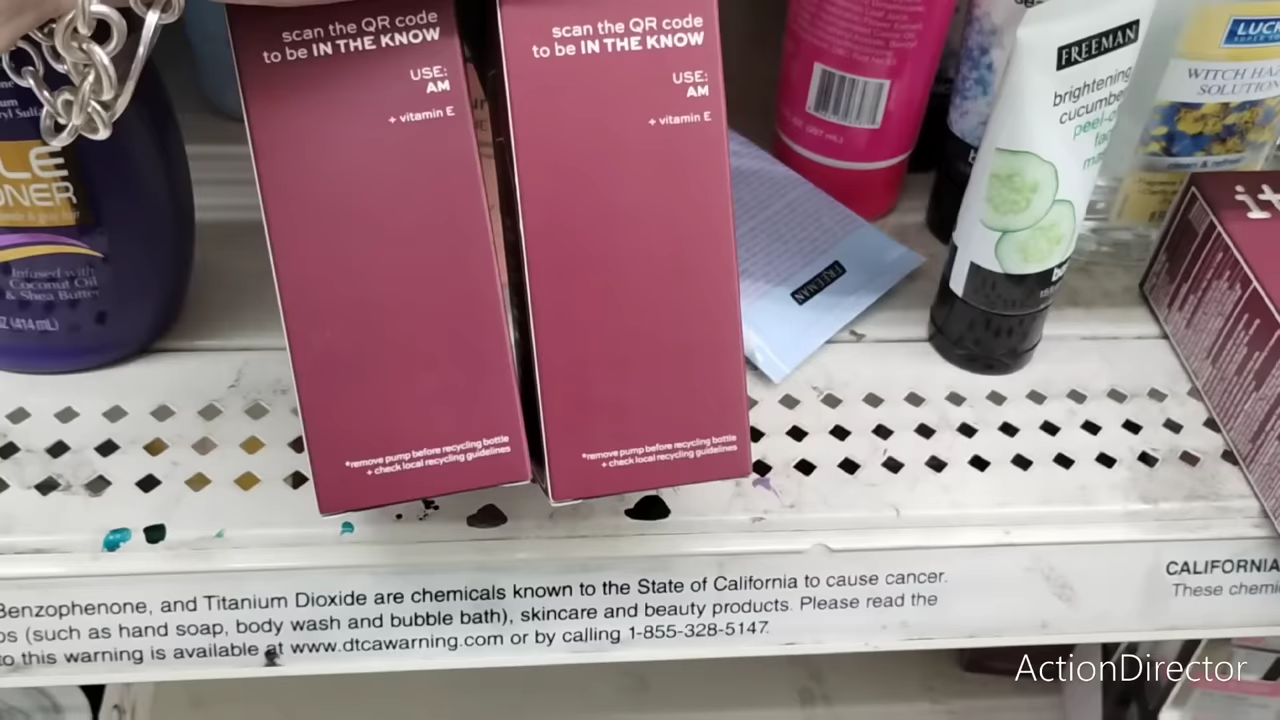 scan the QR code
to be IN THE KNOW
USE:
AM
+ vitamin E
*remove pump before recycling bottle
+ check local recycling guidelines
scan the QR code
to be IN THE KNOW
USE:
AM
+ vitamin E
*remove pump before recycling bottle
+ check local recycling guidelines
Infused with
Coconut Oil
& Shea Butter
(414 mL)
FREEMAN
FREEMAN
brightening
cucumber
WITCH
SOLUTION
it
Benzophenone, and Titanium Dioxide are chemicals known to the State of California to cause cancer.
(such as hand soap, body wash and bubble bath), skincare and beauty products. Please read the
to this warning is available at www.dtcawarning.com or by calling 1-855-328-5147.
CALIFORNIA
These
ActionDirector